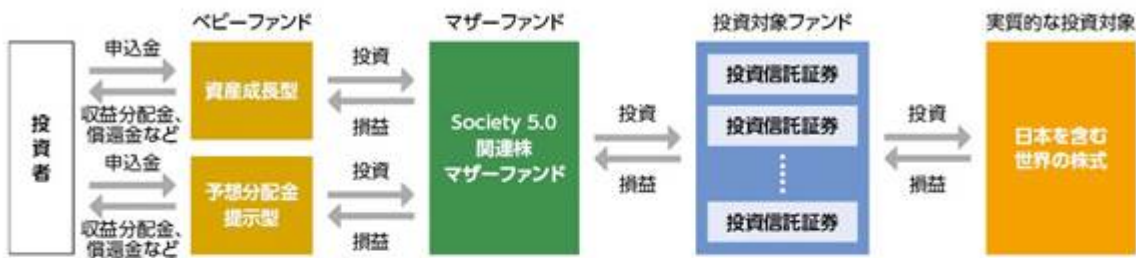 ベビーファンド
マザーファンド
投資対象ファンド
実質的な投資対象
投資者
申込金
収益分配金、
償還金など
申込金
収益分配金、
償還金など
資産成長型
予想分配金
提示型
投資
損益
投資
損益
Society 5.0
関連株
マザーファンド
投資
損益
投資信託証券
投資信託証券
投資信託証券
投資
損益
日本を含む
世界の株式